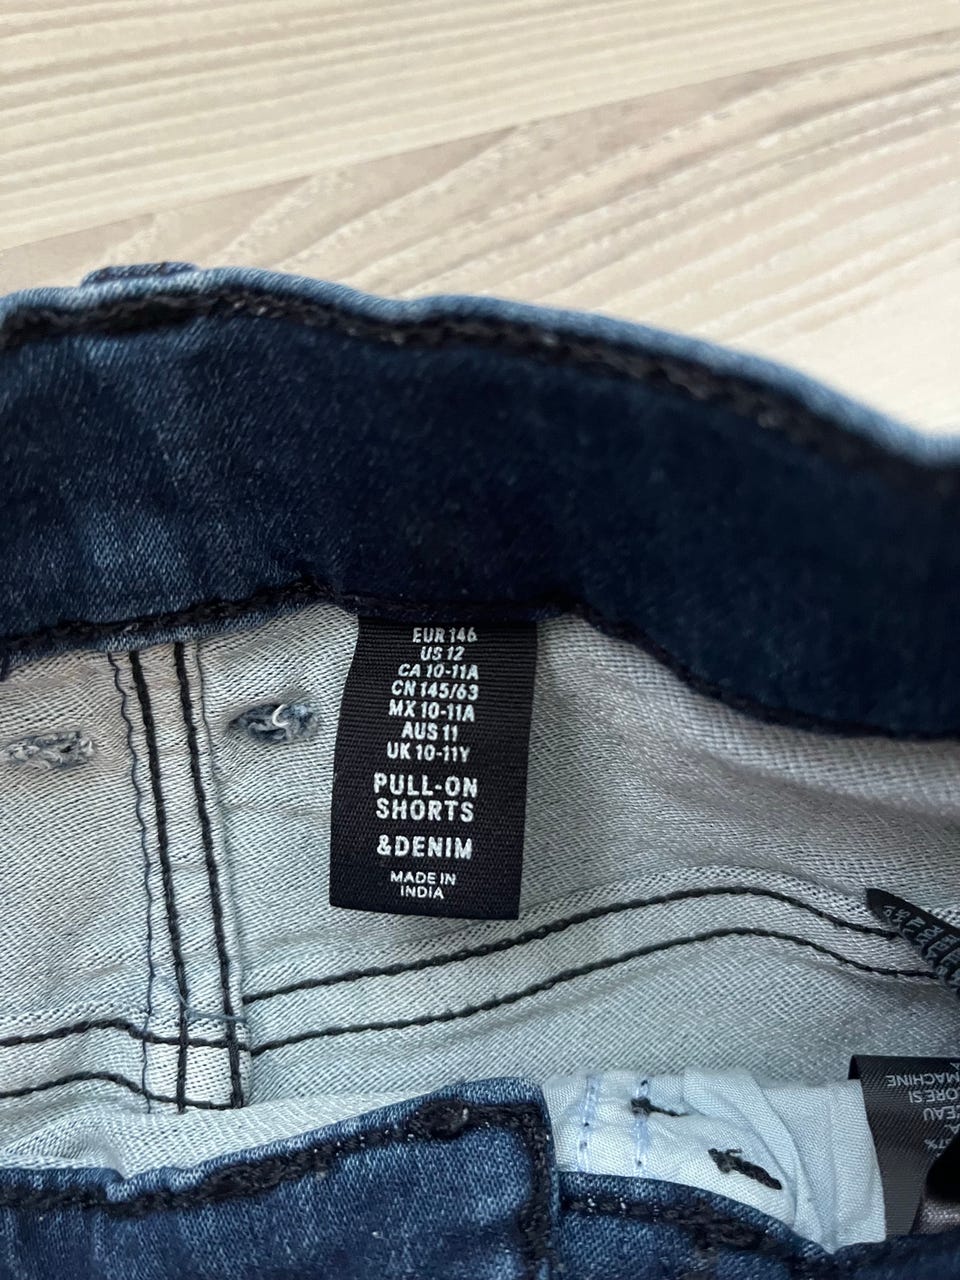 EUR 146
US 12
CA 10-11A
CN 145/63
MX 10-11A
AUS 11
UK 10-11Y
PULL-ON
SHORTS
&DENIM
MADE IN
INDIA
MACHINE